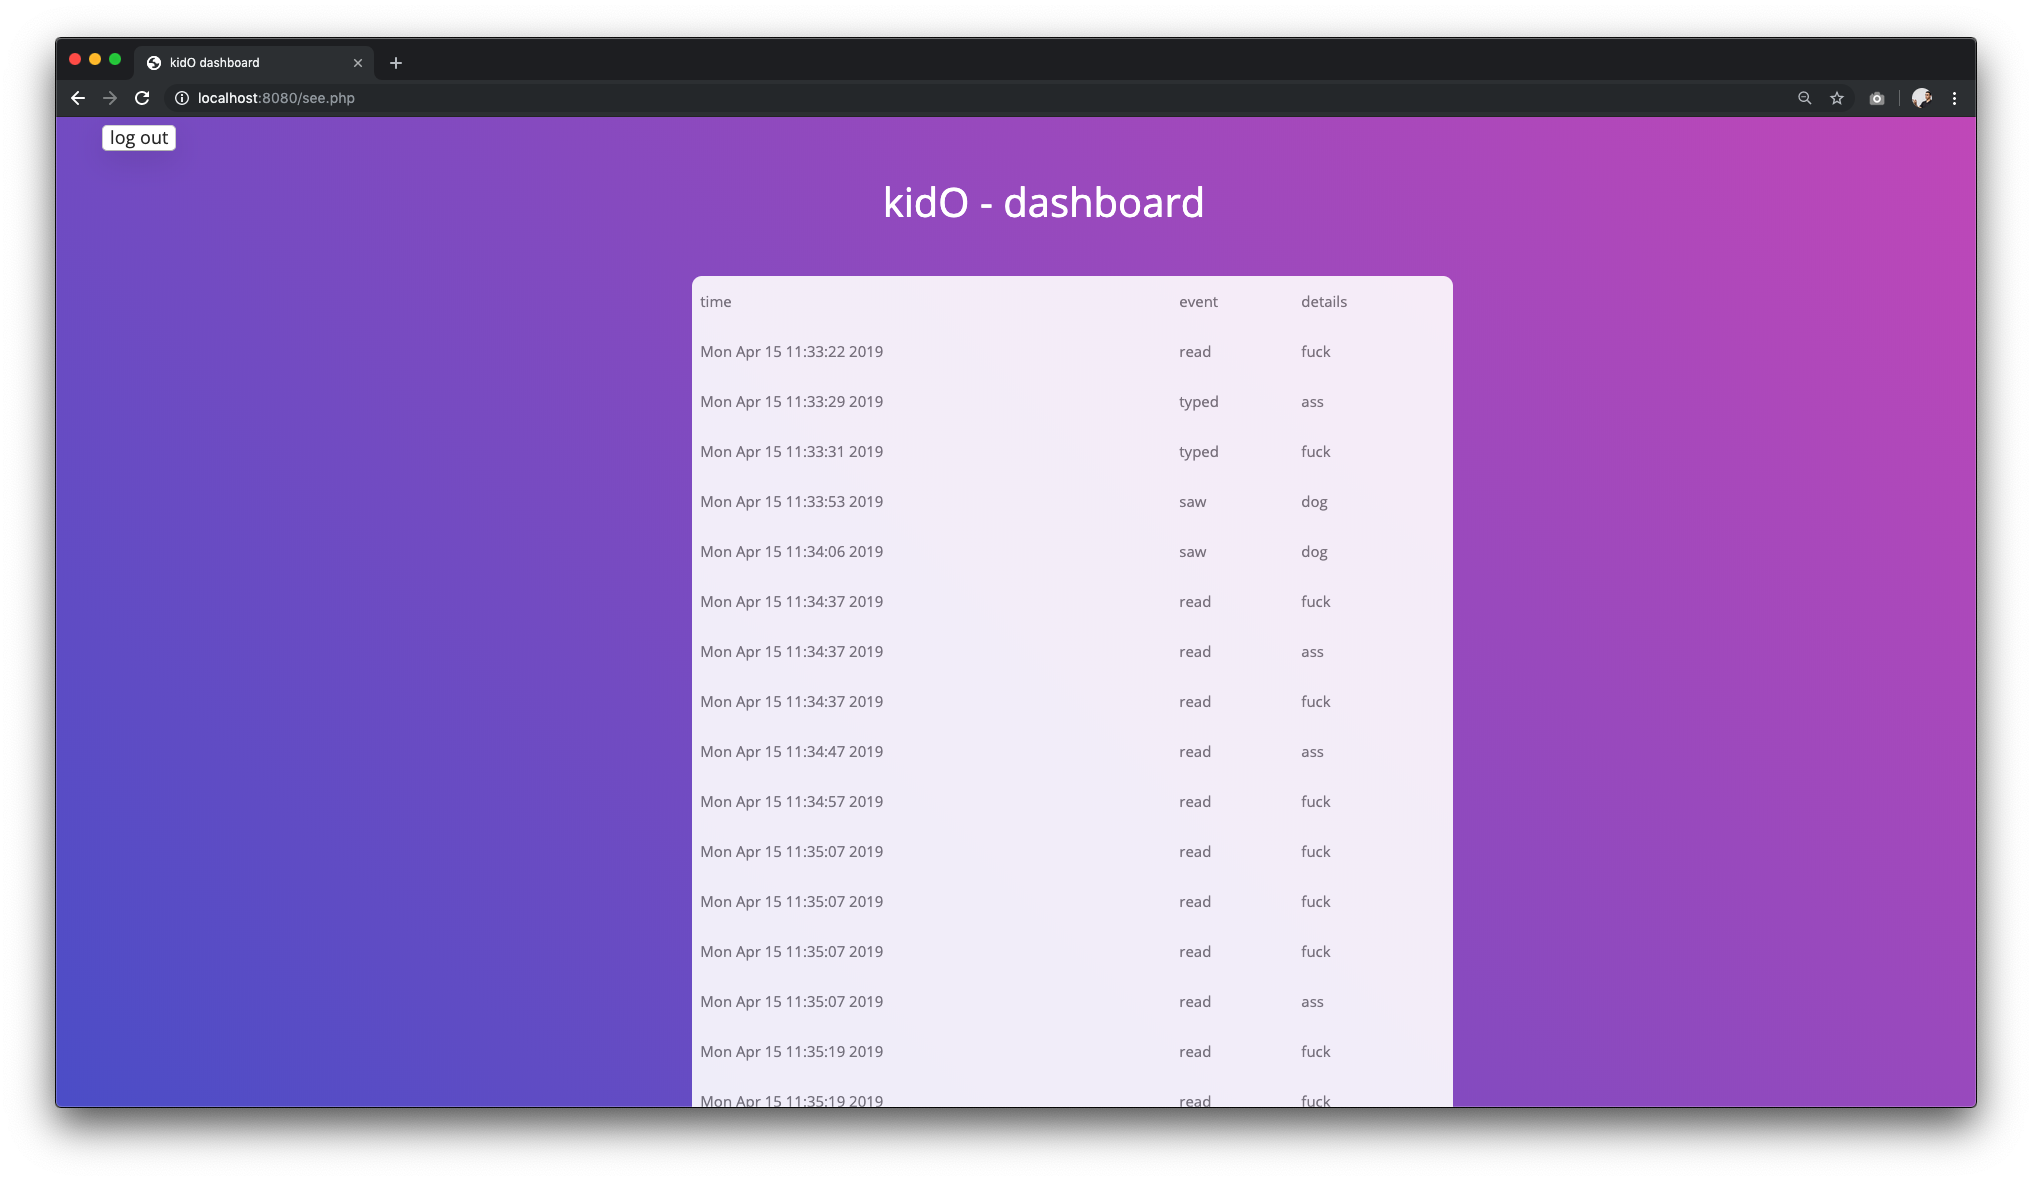 kidO dashboard
localhost:8080/see.php
log out
kidO - dashboard
time event details
Mon Apr 15 11:33:22 2019 read fuck
Mon Apr 15 11:33:29 2019 typed ass
Mon Apr 15 11:33:31 2019 typed fuck
Mon Apr 15 11:33:53 2019 saw dog
Mon Apr 15 11:34:06 2019 saw dog
Mon Apr 15 11:34:37 2019 read fuck
Mon Apr 15 11:34:37 2019 read ass
Mon Apr 15 11:34:37 2019 read fuck
Mon Apr 15 11:34:47 2019 read ass
Mon Apr 15 11:34:57 2019 read fuck
Mon Apr 15 11:35:07 2019 read fuck
Mon Apr 15 11:35:07 2019 read fuck
Mon Apr 15 11:35:07 2019 read fuck
Mon Apr 15 11:35:07 2019 read ass
Mon Apr 15 11:35:19 2019 read fuck
Mon Apr 15 11:35:19 2019 read fuck